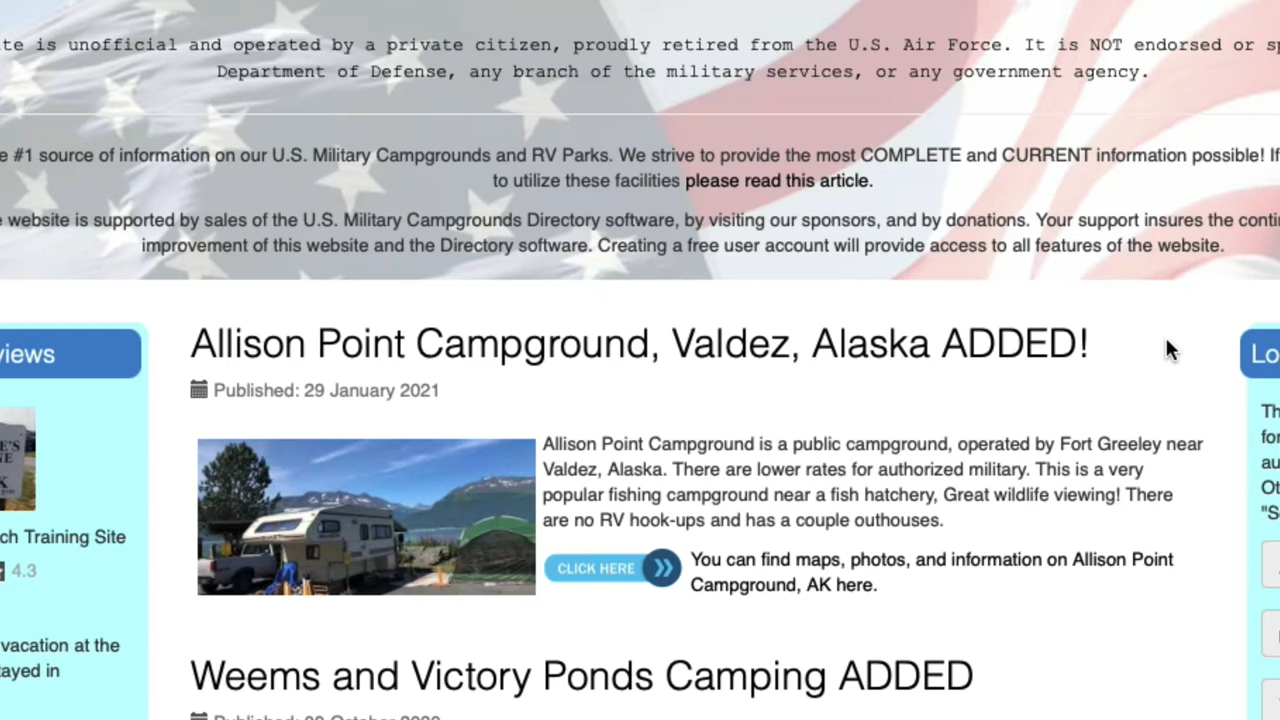 te is unofficial and operated by a private citizen, proudly retired from the U.S. Air Force. It is NOT endorsed or sp
Department of Defense, any branch of the military services, or any government agency.
e #1 source of information on our U.S. Military Campgrounds and RV Parks. We strive to provide the most COMPLETE and CURRENT information possible! If
to utilize these facilities please read this article.
e website is supported by sales of the U.S. Military Campgrounds Directory software, by visiting our sponsors, and by donations. Your support insures the conti
improvement of this website and the Directory software. Creating a free user account will provide access to all features of the website.
views
Allison Point Campground, Valdez, Alaska ADDED!
Lo
Published: 29 January 2021
Allison Point Campground is a public campground, operated by Fort Greeley near
Valdez, Alaska. There are lower rates for authorized military. This is a very
popular fishing campground near a fish hatchery, Great wildlife viewing! There
are no RV hook-ups and has a couple outhouses.
CLICK HERE
You can find maps, photos, and information on Allison Point
Campground, AK here.
ch Training Site
4.3
vacation at the
tayed in
Th
for
au
Ot
"S
Weems and Victory Ponds Camping ADDED
Published: